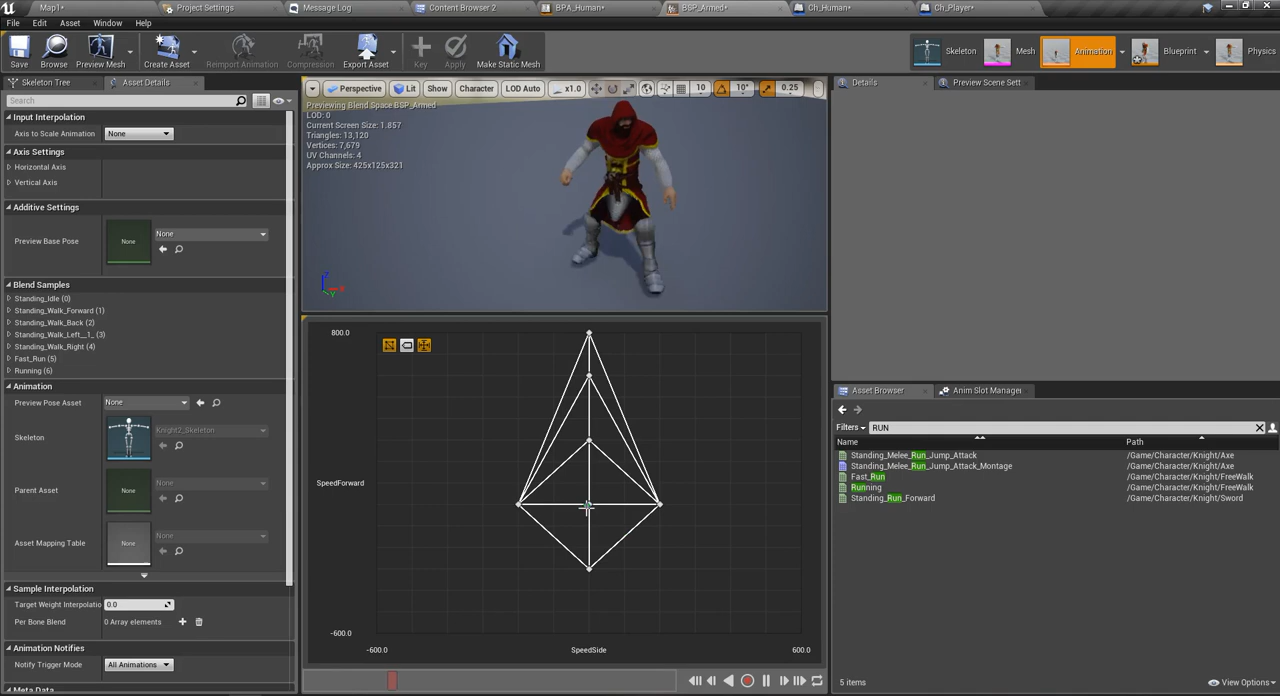 Map1*
Project Settings
Message Log
Content Browser 2
BPA_Human*
BSP_Armed*
Ch_Human*
Ch_Player*
File Edit Asset Window Help
Save
Browse
Preview Mesh
Create Asset
Reimport Animation
Compression
Export Asset
Key
Apply
Make Static Mesh
Skeleton
Mesh
Animation
Blueprint
Physics
Skeleton Tree
Asset Details
Search
Input Interpolation
Axis to Scale Animation
None
Axis Settings
Horizontal Axis
Vertical Axis
Additive Settings
Preview Base Pose
None
None
Blend Samples
Standing_Idle (0)
Standing_Walk_Forward (1)
Standing_Walk_Back (2)
Standing_Walk_Left__1_ (3)
Standing_Walk_Right (4)
Fast_Run (5)
Running (6)
Animation
Preview Pose Asset
None
Skeleton
Knight2_Skeleton
Parent Asset
None
None
Asset Mapping Table
None
None
Sample Interpolation
Target Weight Interpolatio
0.0
Per Bone Blend
0 Array elements
Animation Notifies
Notify Trigger Mode
All Animations
Meta Data
Perspective
Lit
Show
Character
LOD Auto
x1.0
10
10°
0.25
Previewing Blend Space BSP_Armed
LOD: 0
Current Screen Size: 1.857
Triangles: 13,120
Vertices: 7,679
UV Channels: 4
Approx Size: 425x125x321
Z
X
Y
800.0
SpeedForward
-600.0
-600.0
SpeedSide
600.0
Details
Preview Scene Sett
Asset Browser
Anim Slot Manager
Filters
RUN
Name
Path
Standing_Melee_Run_Jump_Attack /Game/Character/Knight/Axe
Standing_Melee_Run_Jump_Attack_Montage /Game/Character/Knight/Axe
Fast_Run /Game/Character/Knight/FreeWalk
Running /Game/Character/Knight/FreeWalk
Standing_Run_Forward /Game/Character/Knight/Sword
5 items
View Options